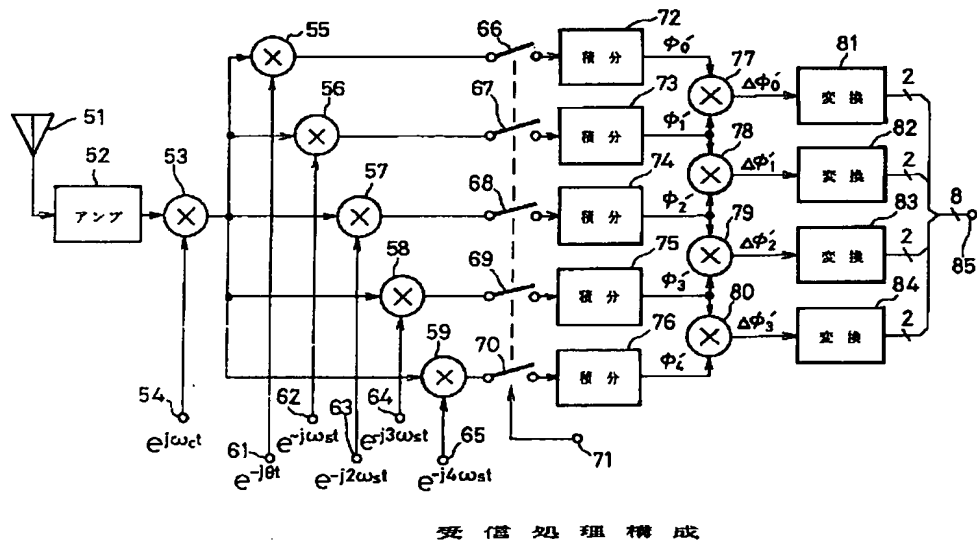 55
66
72
積分
Φ₀′
77
ΔΦ₀′
81
変換
2
51
56
67
73
積分
Φ₁′
78
ΔΦ₁′
82
変換
2
52
アンプ
53
57
68
74
積分
Φ₂′
79
ΔΦ₂′
83
変換
2
8
85
58
69
75
積分
Φ₃′
80
ΔΦ₃′
84
変換
2
59
70
76
積分
Φ₄′
54
62
63
64
65
71
e^jωct
61
e^-jωst
e^-j3ωst
e^-jθt
e^-j2ωst
e^-j4ωst
受信処理構成